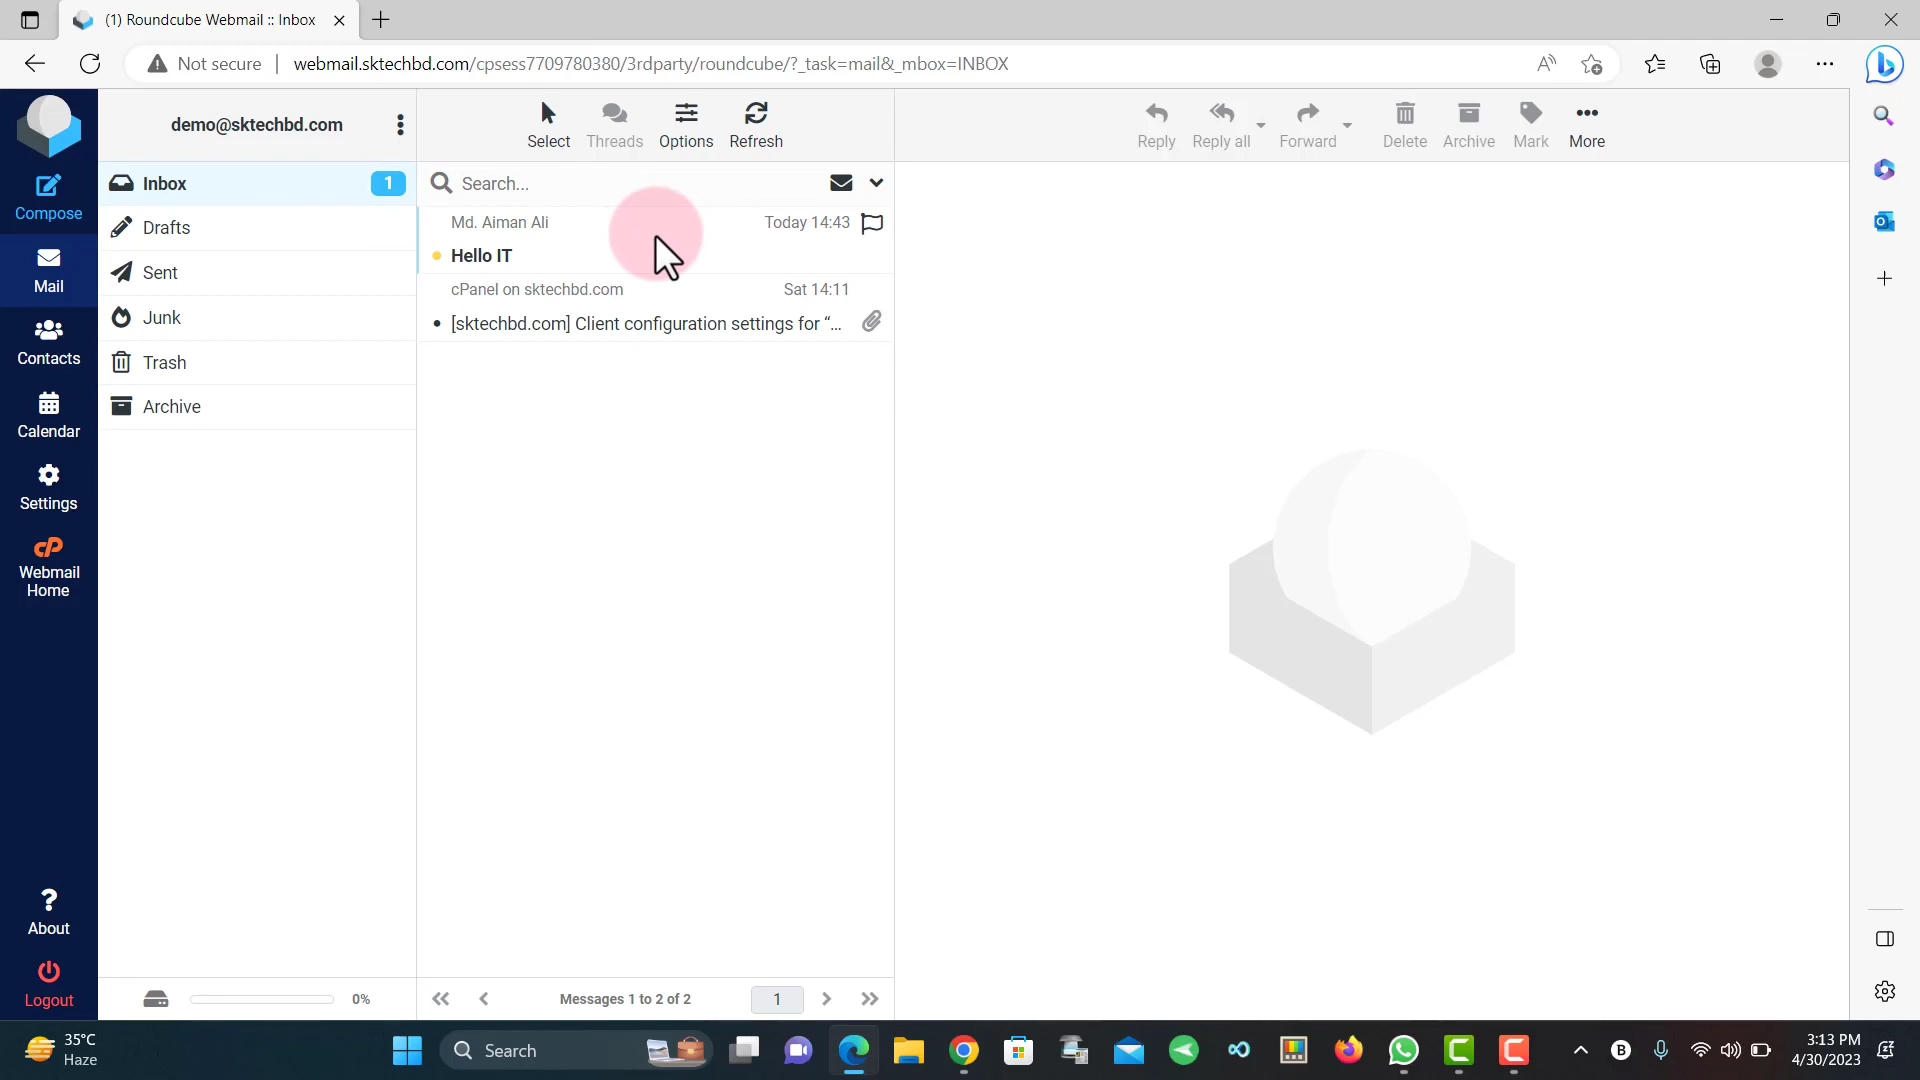 (1) Roundcube Webmail :: Inbox
Not secure
webmail.sktechbd.com/cpsess7709780380/3rdparty/roundcube/?_task=mail&_mbox=INBOX
demo@sktechbd.com
Select
Threads
Options
Refresh
Reply
Reply all
Forward
Delete
Archive
Mark
More
Compose
Mail
Contacts
Calendar
Settings
cP
Webmail
Home
About
Logout
Inbox 1
Drafts
Sent
Junk
Trash
Archive
0%
Search...
Md. Aiman Ali Today 14:43
Hello IT
cPanel on sktechbd.com Sat 14:11
[sktechbd.com] Client configuration settings for “...
Messages 1 to 2 of 2
1
35°C
Haze
Search
B
3:13 PM
4/30/2023